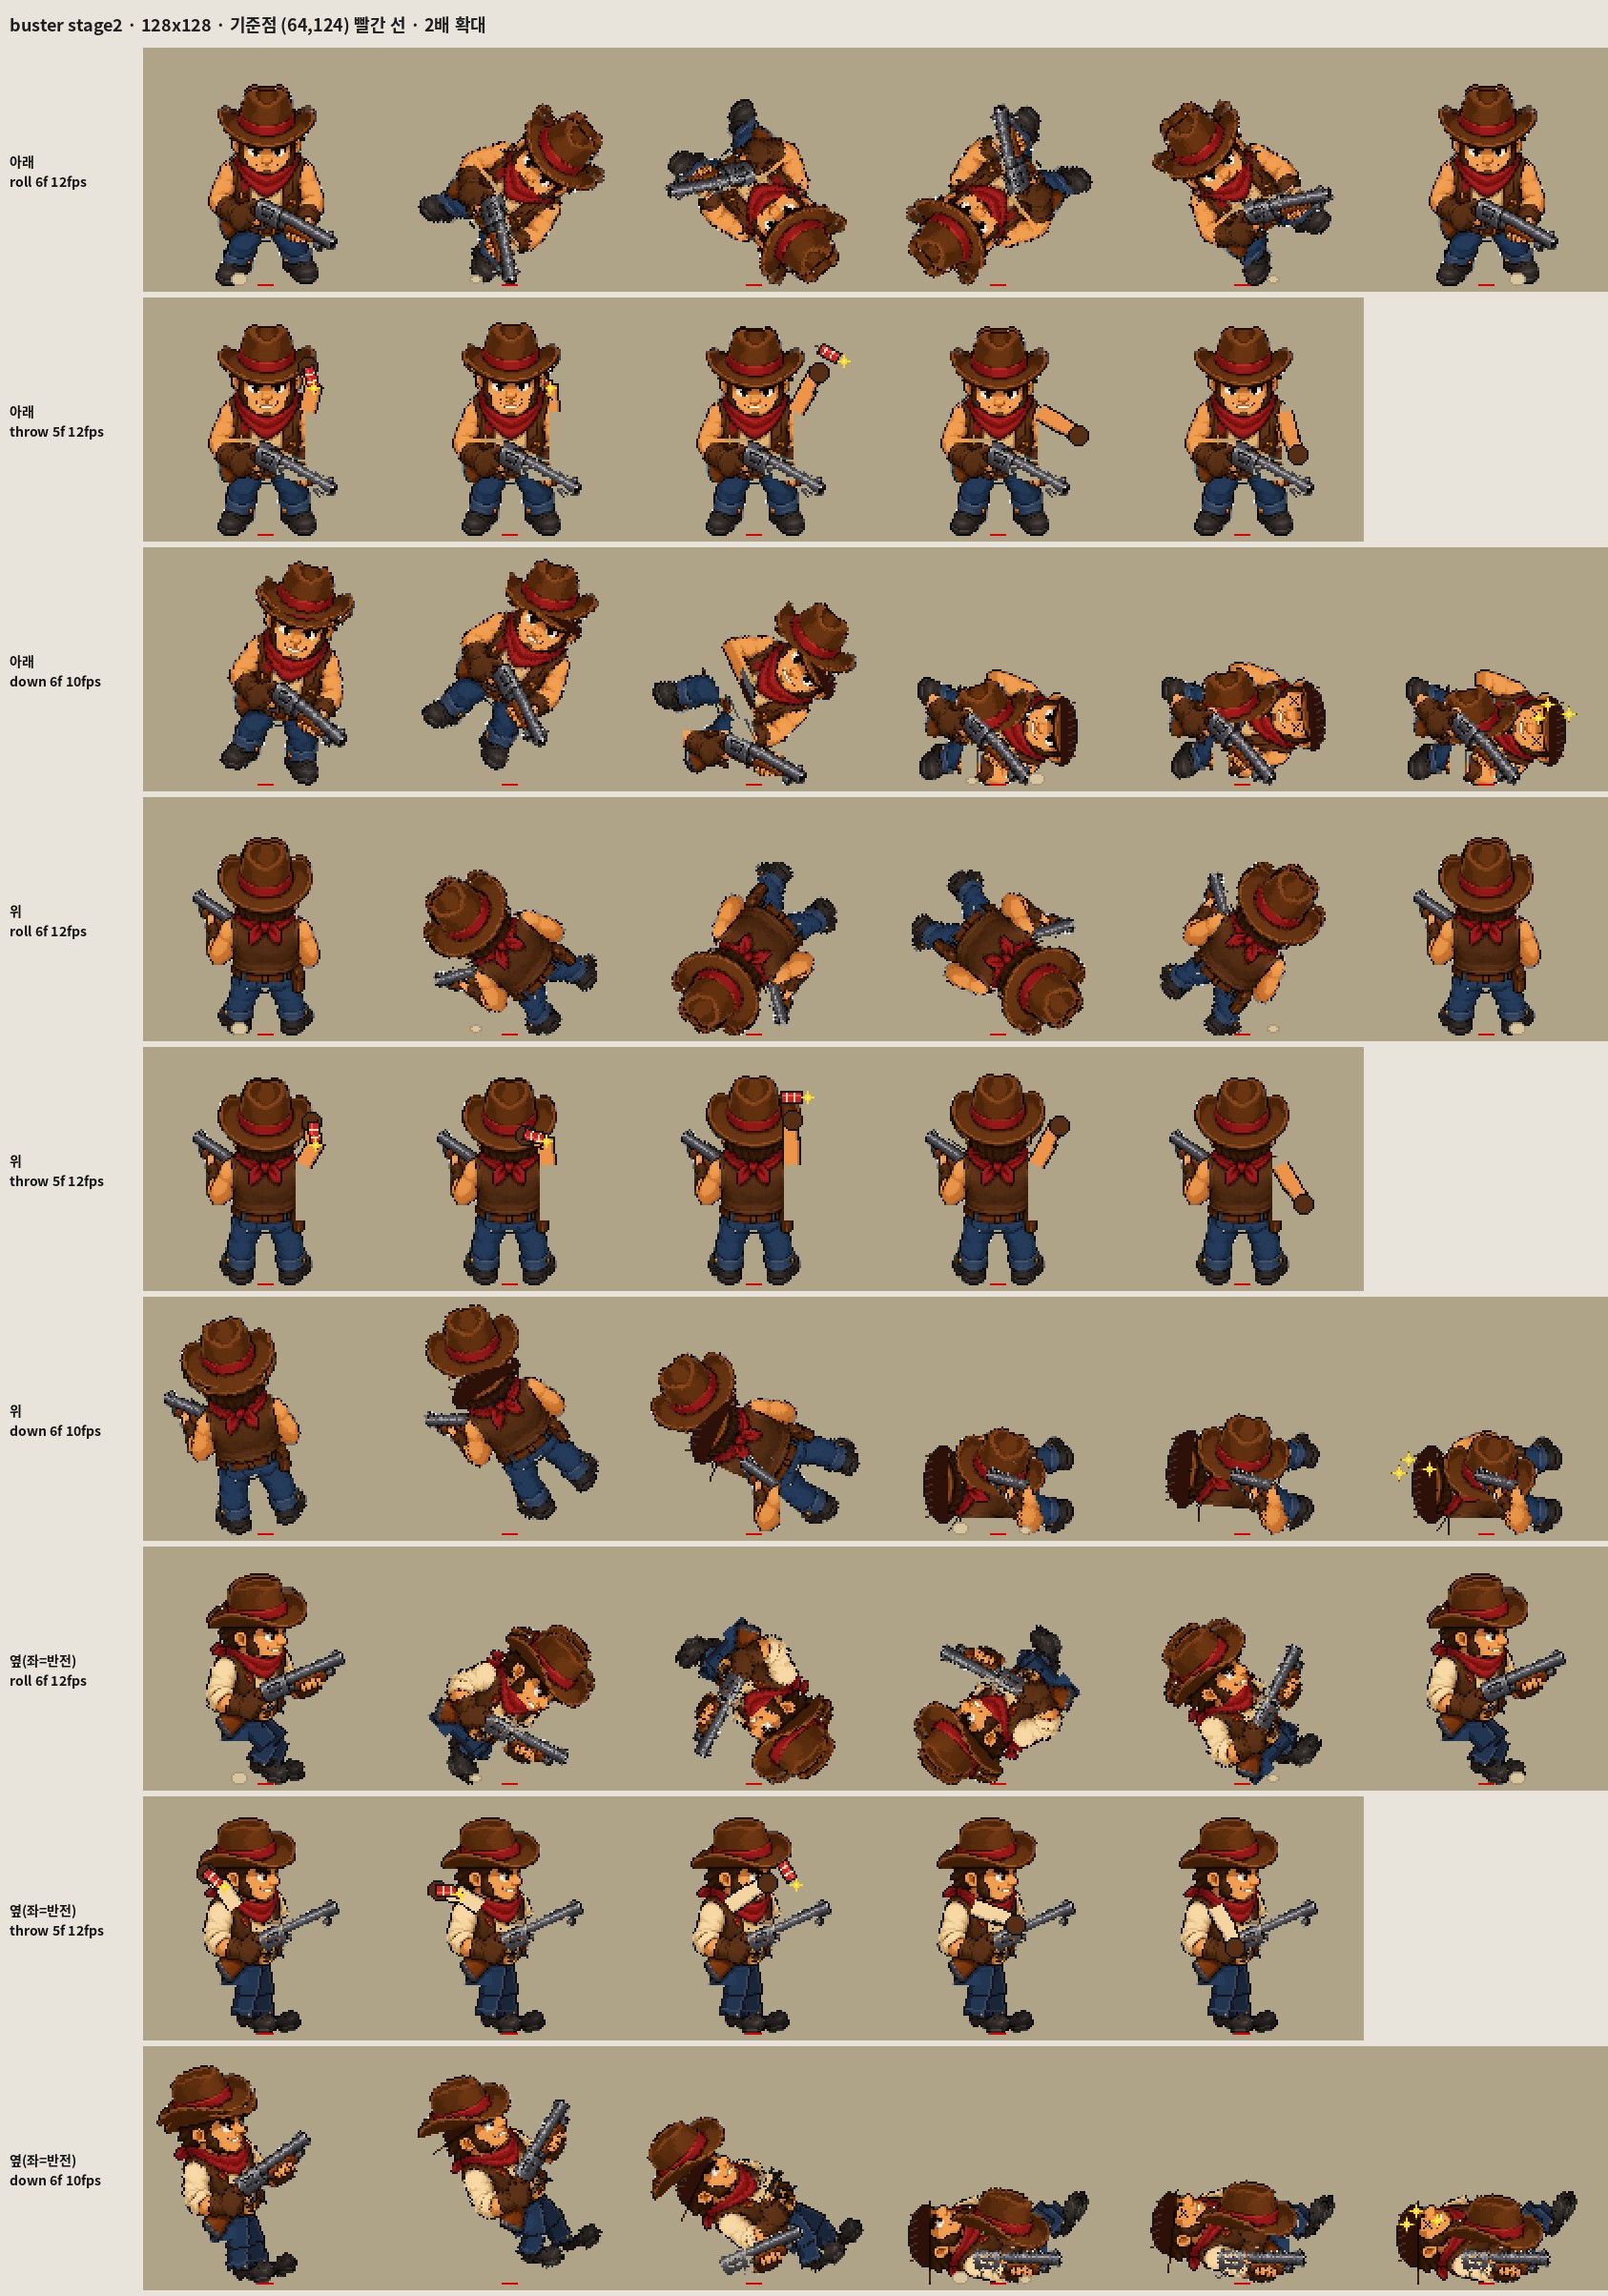 buster stage2 · 128x128 · 기준점 (64,124) 빨간 선 · 2배 확대
아래
roll 6f 12fps
아래
throw 5f 12fps
아래
down 6f 10fps
위
roll 6f 12fps
위
throw 5f 12fps
위
down 6f 10fps
옆(좌=반전)
roll 6f 12fps
옆(좌=반전)
throw 5f 12fps
옆(좌=반전)
down 6f 10fps